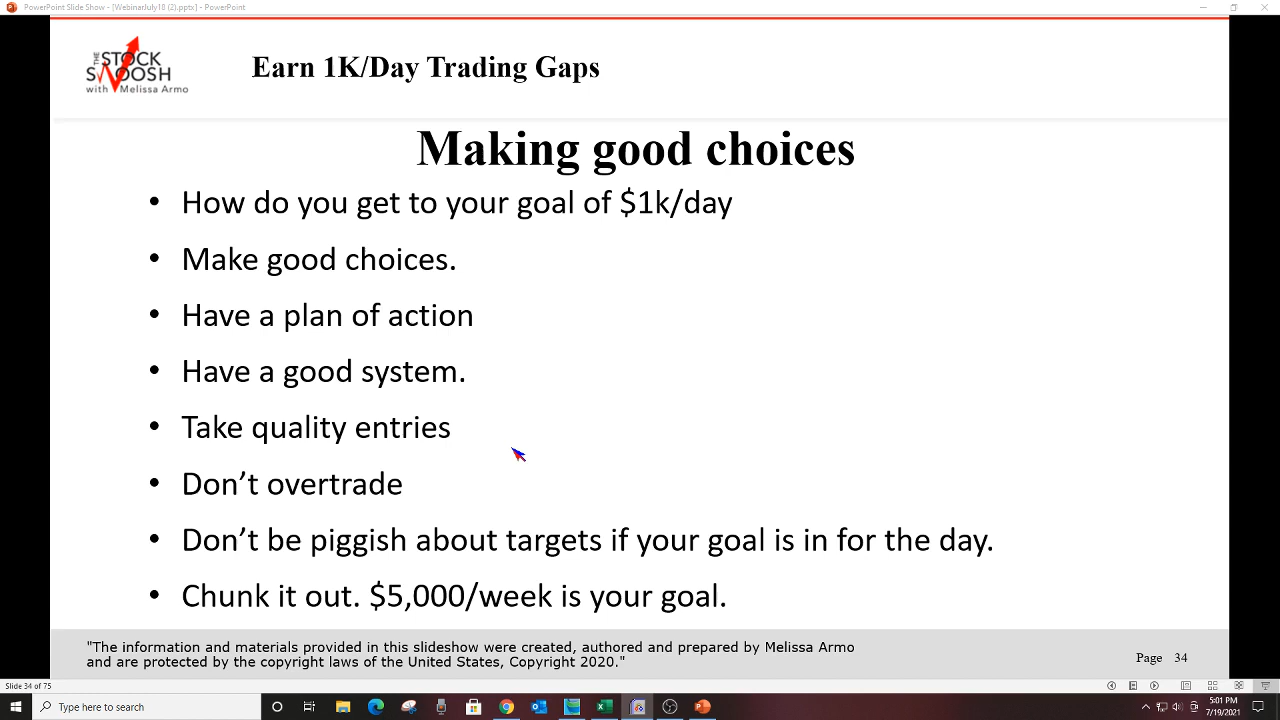 PowerPoint Slide Show - [WebinarJuly18 (2).pptx] - PowerPoint
THE STOCK
SWOOSH
with Melissa Armo
Earn 1K/Day Trading Gaps
Making good choices
• How do you get to your goal of $1k/day
• Make good choices.
• Have a plan of action
• Have a good system.
• Take quality entries
• Don’t overtrade
• Don’t be piggish about targets if your goal is in for the day.
• Chunk it out. $5,000/week is your goal.
"The information and materials provided in this slideshow were created, authored and prepared by Melissa Armo
and are protected by the copyright laws of the United States, Copyright 2020."
Page 34
Slide 34 of 75
Type here to search
5:01 PM
7/19/2021